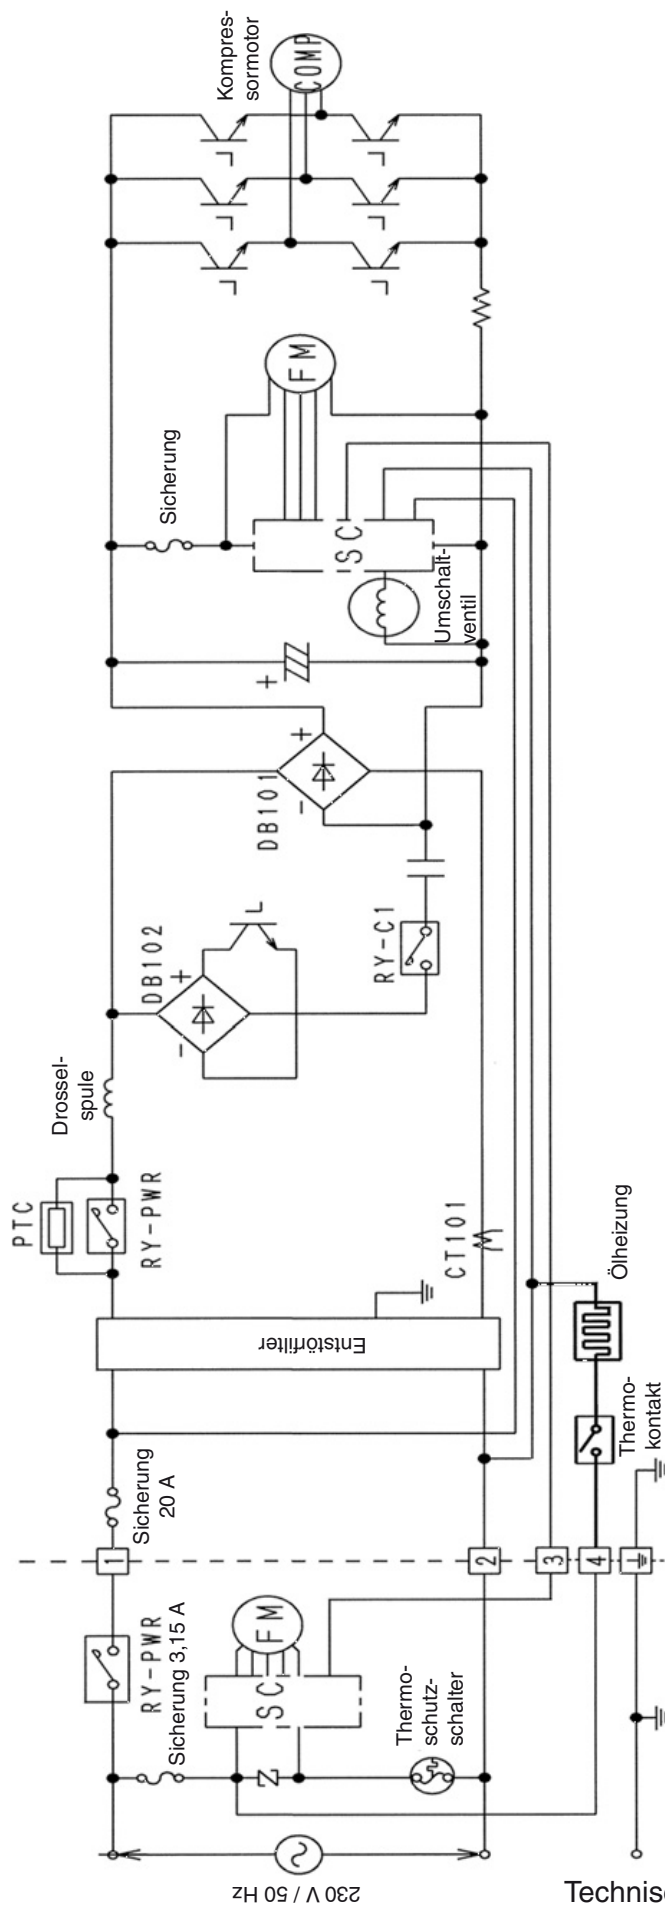 230 V / 50 Hz
Sicherung 3,15 A
RY-PWR
SC
FM
Z
Thermo-
schutz-
schalter
1
2
3
4
Sicherung
20 A
Entstörfilter
Thermo-
kontakt
Ölheizung
PTC
RY-PWR
CT101
Drossel-
spule
DB102
+
-
RY-C1
DB101
+
-
+
Sicherung
SC
Umschalt-
ventil
FM
Kompres-
sormotor
COMP
Technis